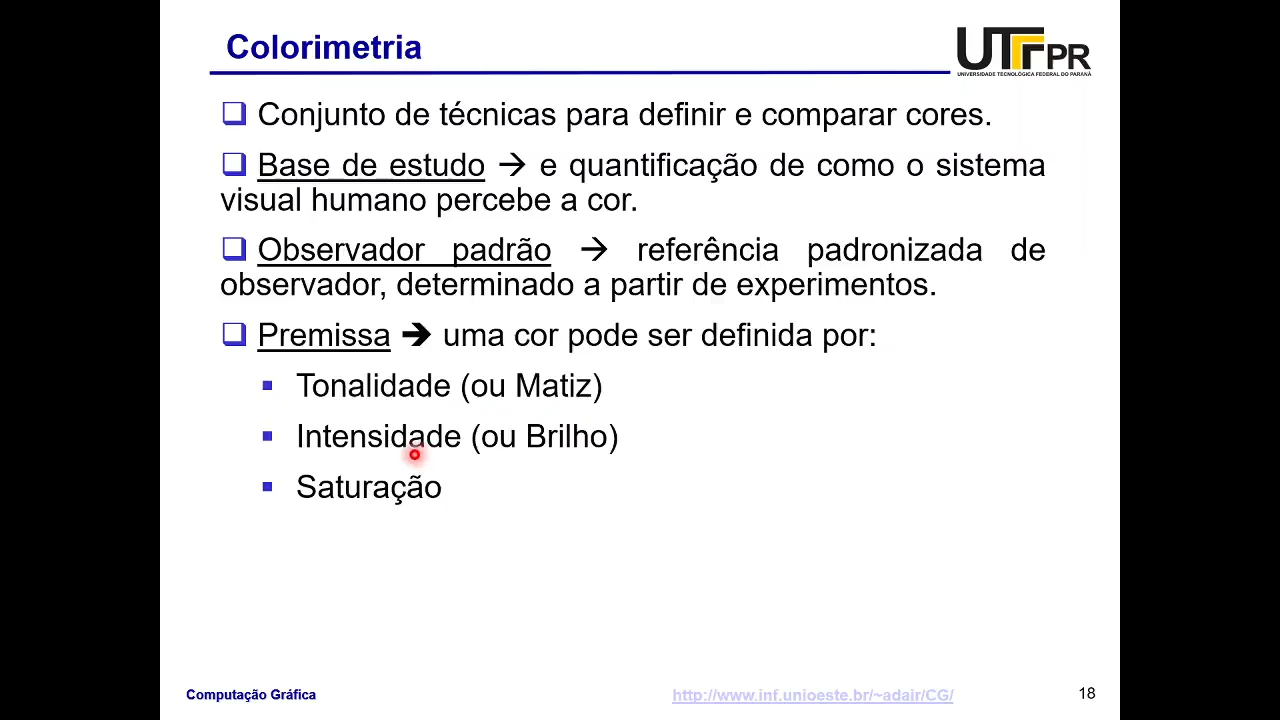 Colorimetria
UTFPR
UNIVERSIDADE TECNOLÓGICA FEDERAL DO PARANÁ
Conjunto de técnicas para definir e comparar cores.
Base de estudo → e quantificação de como o sistema
visual humano percebe a cor.
Observador padrão → referência padronizada de
observador, determinado a partir de experimentos.
Premissa → uma cor pode ser definida por:
Tonalidade (ou Matiz)
Intensidade (ou Brilho)
Saturação
Computação Gráfica
http://www.inf.unioeste.br/~adair/CG/
18